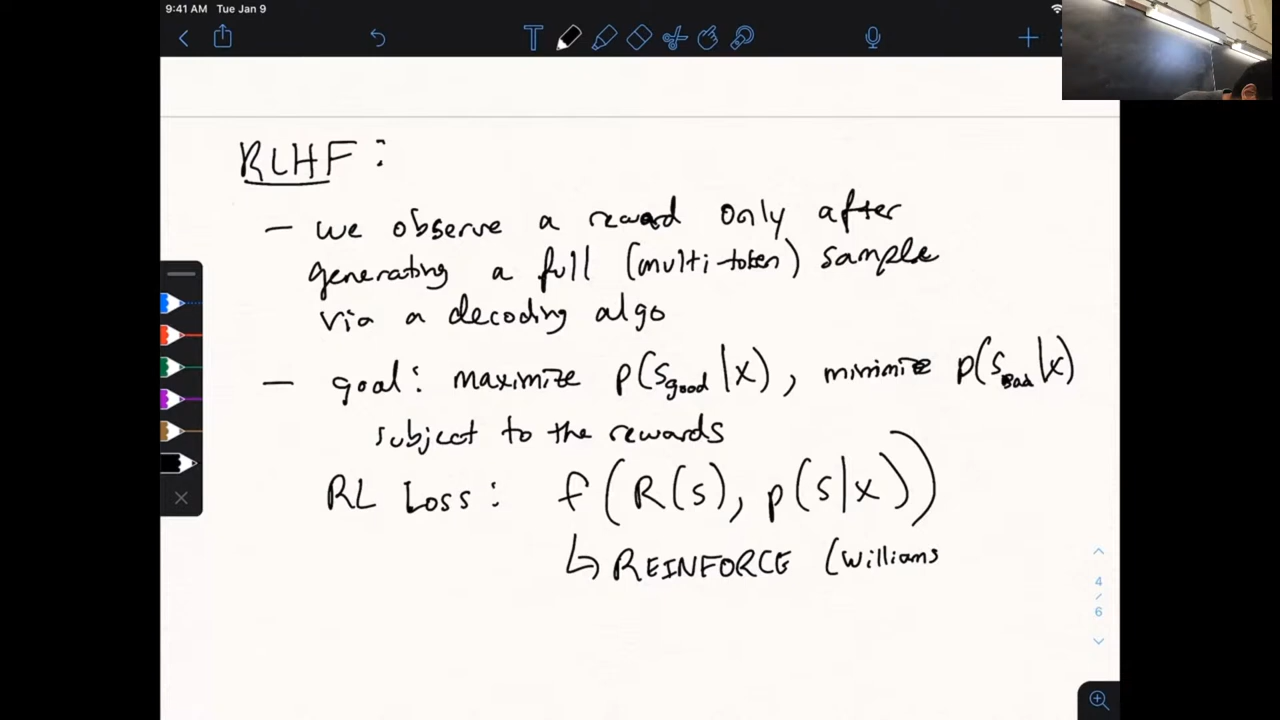 9:41 AM Tue Jan 9
RLHF:
- we observe a reward only after
generating a full (multi-token) sample
via a decoding algo
- goal: maximize p(s_good|x), minimize p(s_bad|x)
subject to the rewards
RL Loss: f(R(s), p(s|x))
↳ REINFORCE (Williams
4
/
6